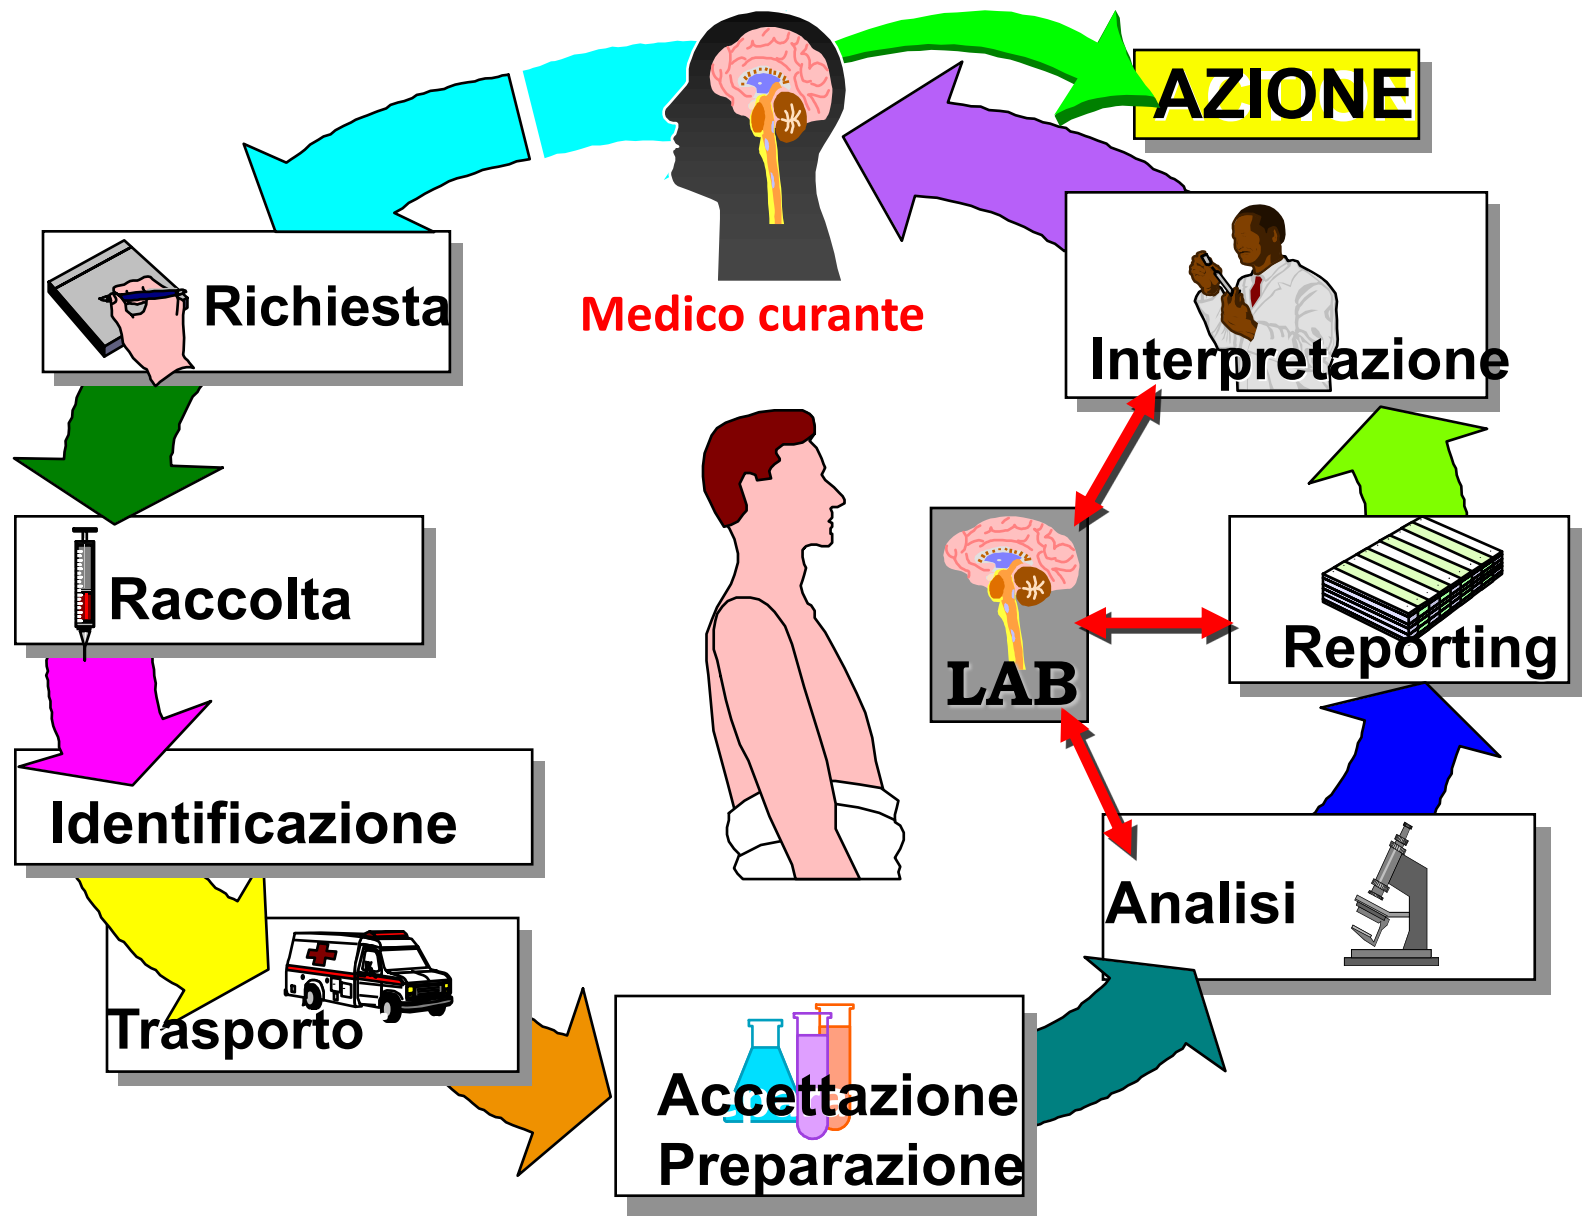 AZIONE
Richiesta
Medico curante
Interpretazione
Raccolta
LAB
Reporting
Identificazione
Analisi
Trasporto
Accettazione
Preparazione